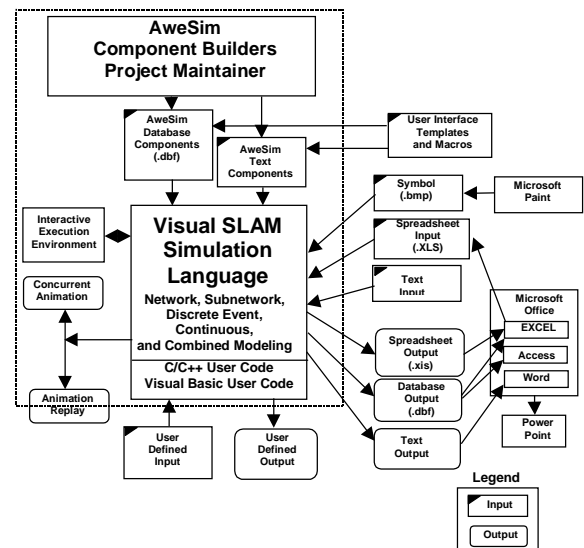 AweSim
Component Builders
Project Maintainer
AweSim
Database
Components
(.dbf)
AweSim
Text
Components
User Interface
Templates
and Macros
Symbol
(.bmp)
Microsoft
Paint
Interactive
Execution
Environment
Visual SLAM
Simulation
Language
Network, Subnetwork,
Discrete Event,
Continuous,
and Combined Modeling
C/C++ User Code
Visual Basic User Code
Spreadsheet
Input
(.XLS)
Text
Input
Concurrent
Animation
Animation
Replay
Microsoft
Office
EXCEL
Access
Word
Spreadsheet
Output
(.xis)
Database
Output
(.dbf)
Text
Output
Power
Point
User
Defined
Input
User
Defined
Output
Legend
Input
Output